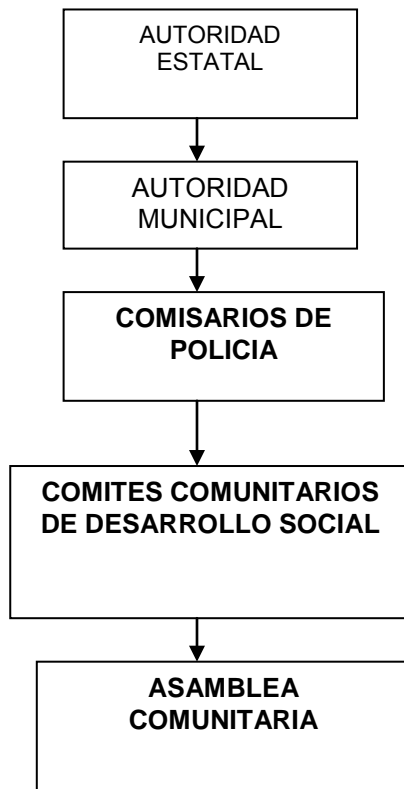 AUTORIDAD
ESTATAL
AUTORIDAD
MUNICIPAL
COMISARIOS DE
POLICIA
COMITES COMUNITARIOS
DE DESARROLLO SOCIAL
ASAMBLEA
COMUNITARIA